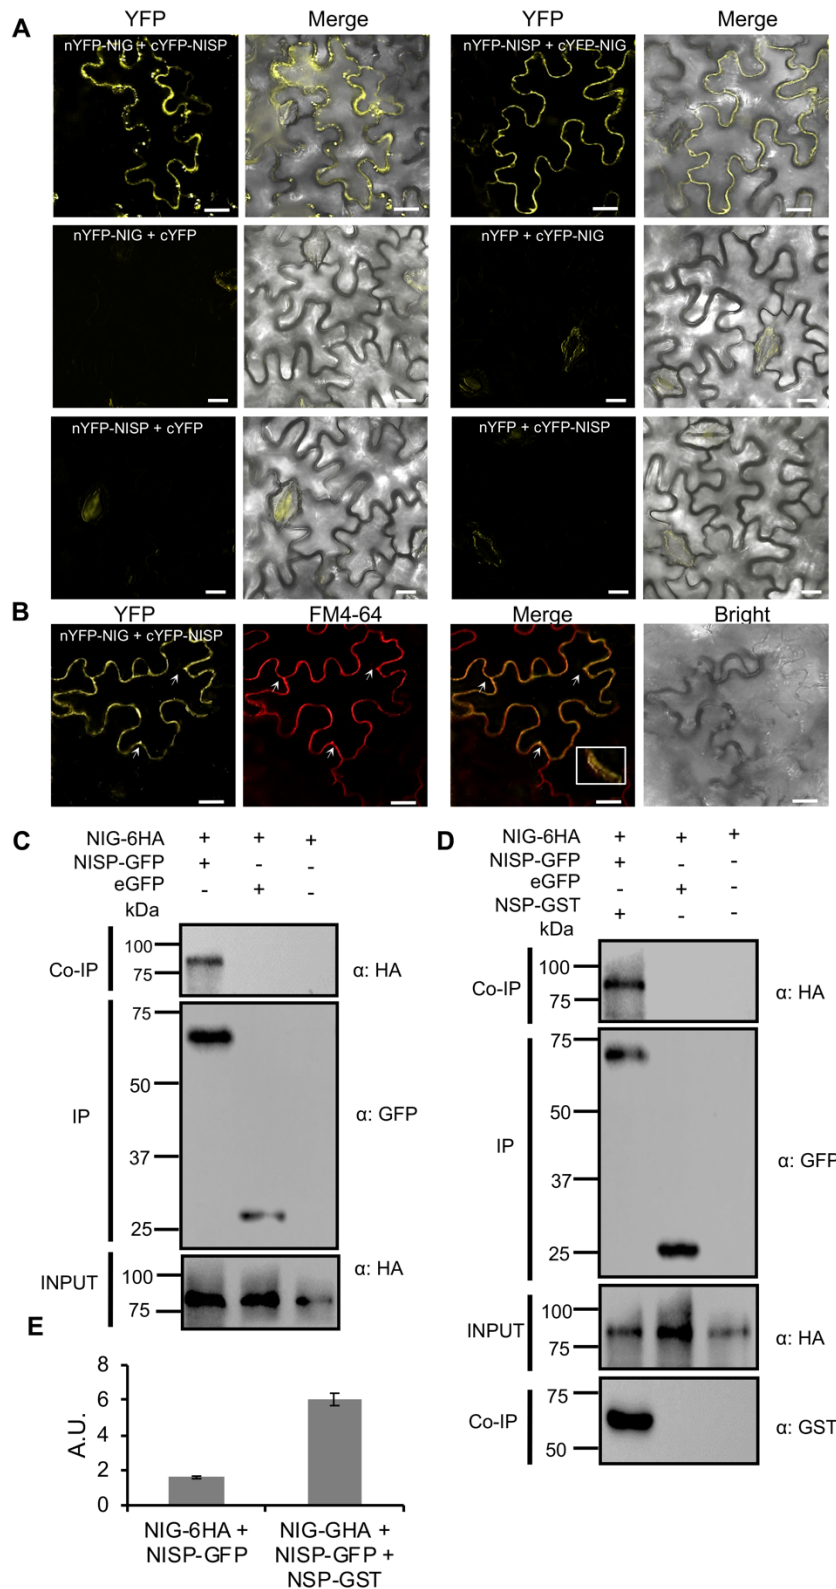 A
YFP Merge YFP Merge
nYFP-NIG + cYFP-NISP nYFP-NISP + cYFP-NIG
nYFP-NIG + cYFP nYFP + cYFP-NIG
nYFP-NISP + cYFP nYFP + cYFP-NISP
B
YFP FM4-64 Merge Bright
nYFP-NIG + cYFP-NISP
C
NIG-6HA + + +
NISP-GFP + - -
eGFP - + -
kDa
Co-IP 100 α: HA
75
IP 75 α: GFP
50
37
25
INPUT 100 α: HA
75
D
NIG-6HA + + +
NISP-GFP + - -
eGFP - + -
NSP-GST + - -
kDa
Co-IP 100 α: HA
75
IP 75 α: GFP
50
37
25
INPUT 100 α: HA
75
Co-IP 75 α: GST
50
E
A.U.
8
6
4
2
0
NIG-6HA +
NISP-GFP
NIG-GHA +
NISP-GFP +
NSP-GST